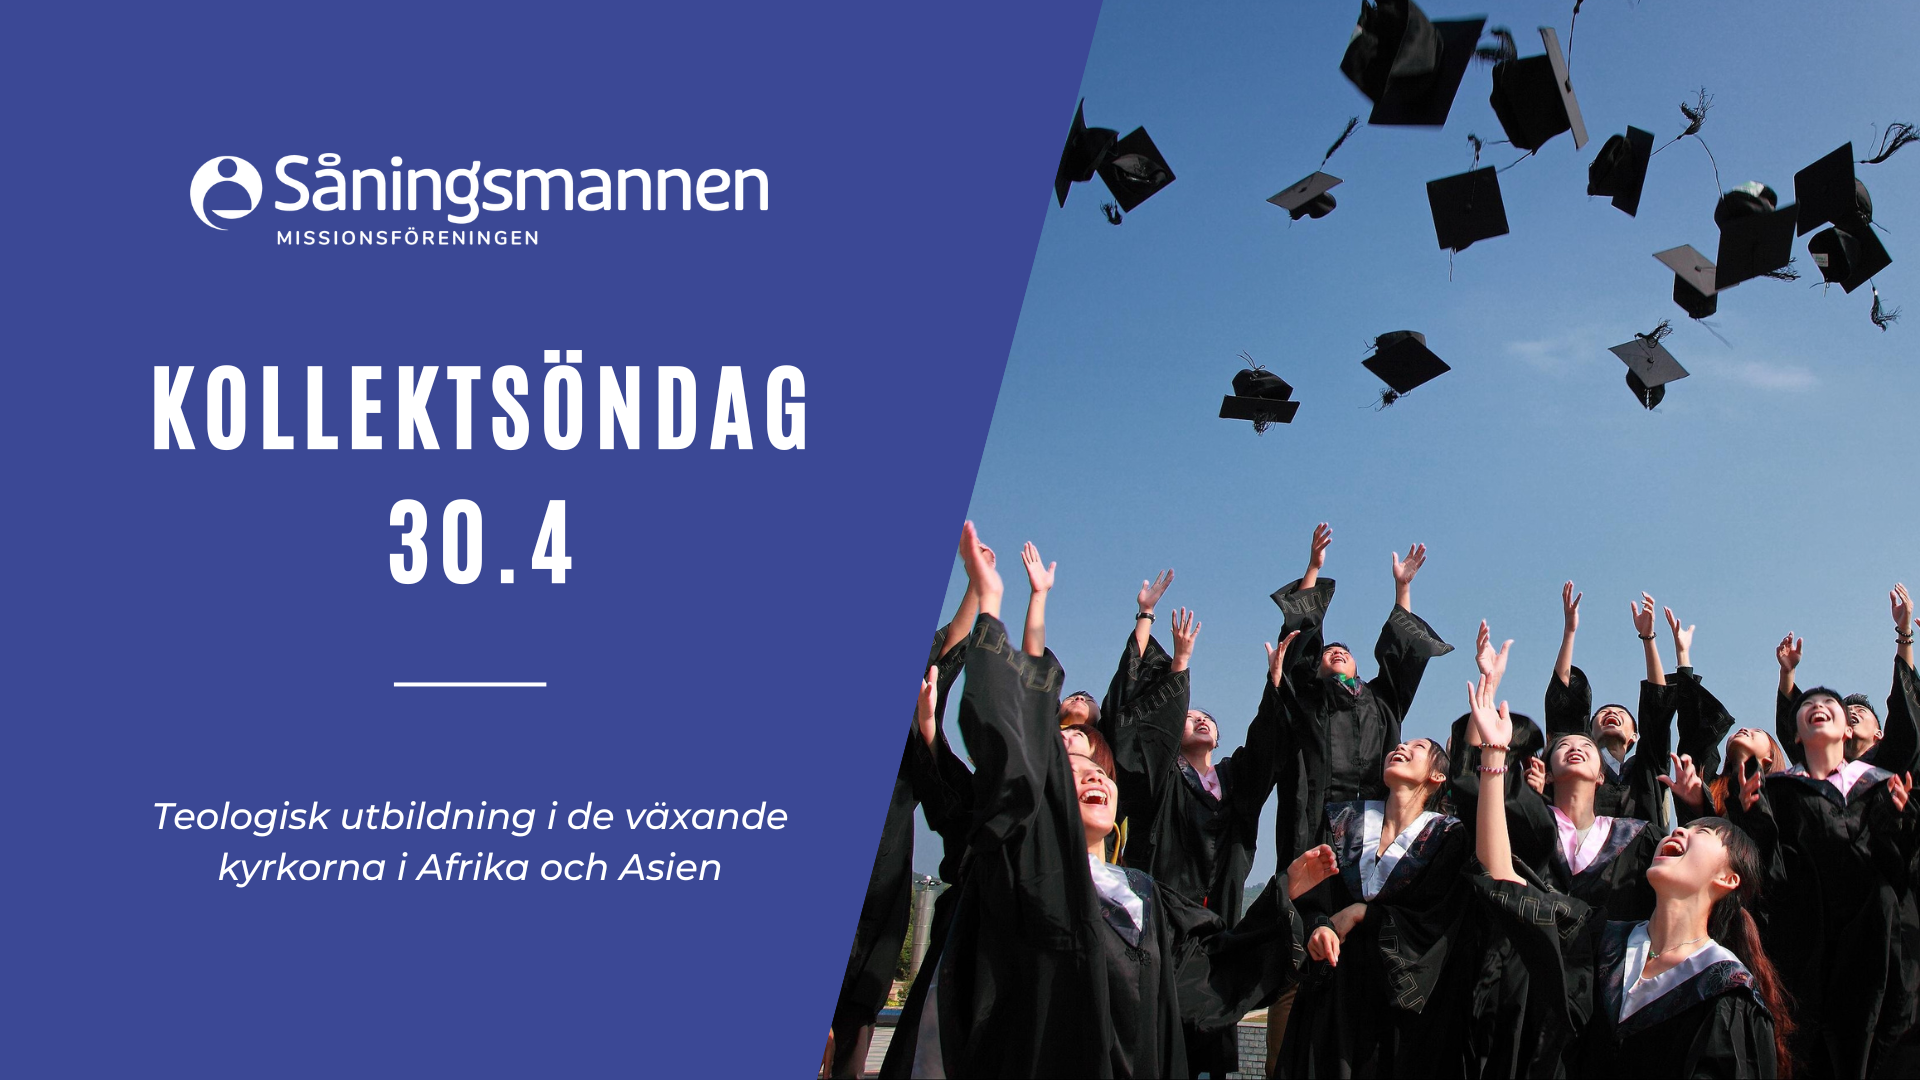 Såningsmannen
MISSIONSFÖRENINGEN
KOLLEKTSÖNDAG
30.4
Teologisk utbildning i de växande
kyrkorna i Afrika och Asien